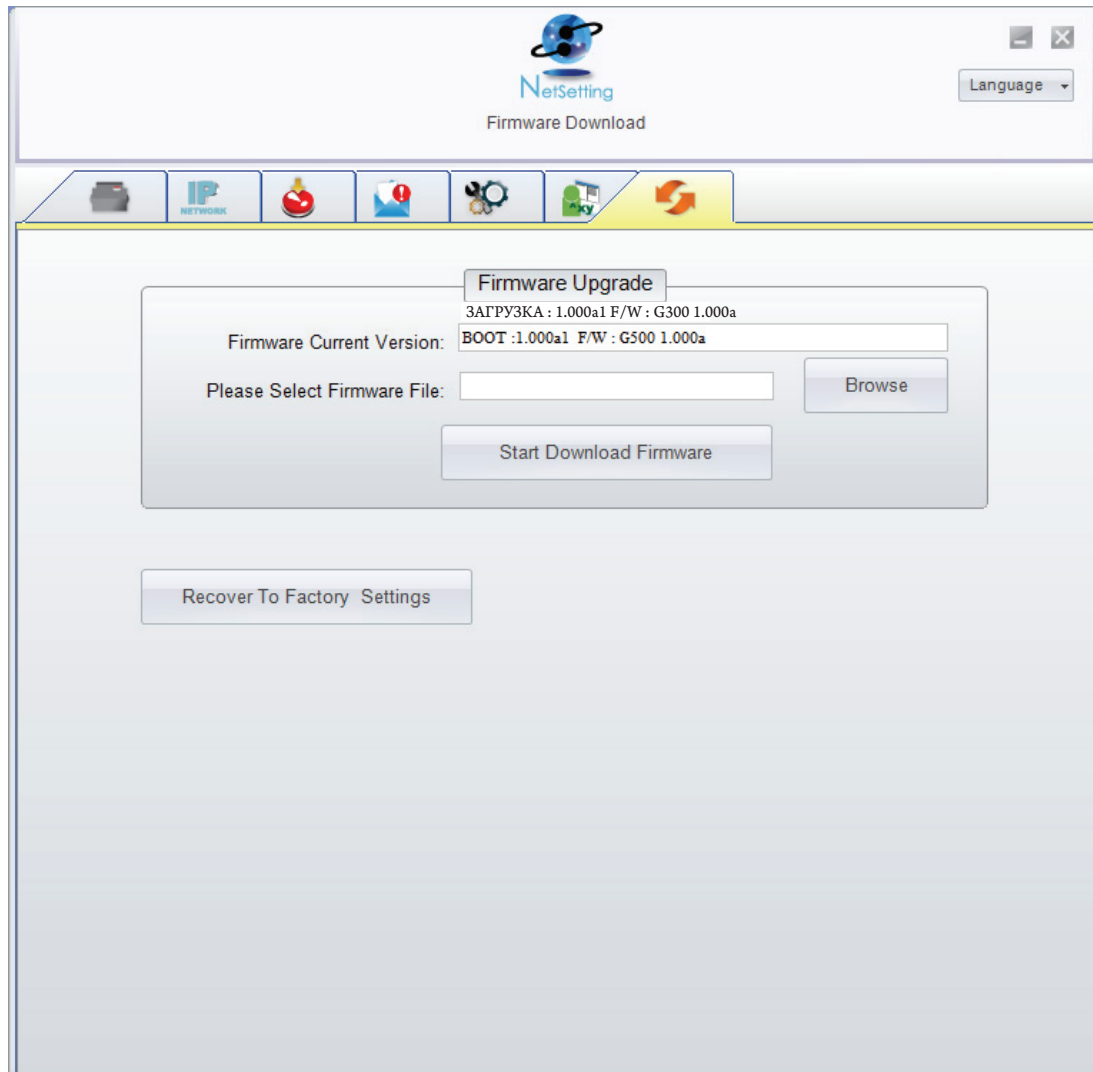 NetSetting
Language
Firmware Download
IP
NETWORK
xy
Firmware Upgrade
ЗАГРУЗКА : 1.000a1 F/W : G300 1.000a
Firmware Current Version:
BOOT :1.000a1 F/W : G500 1.000a
Please Select Firmware File:
Browse
Start Download Firmware
Recover To Factory Settings